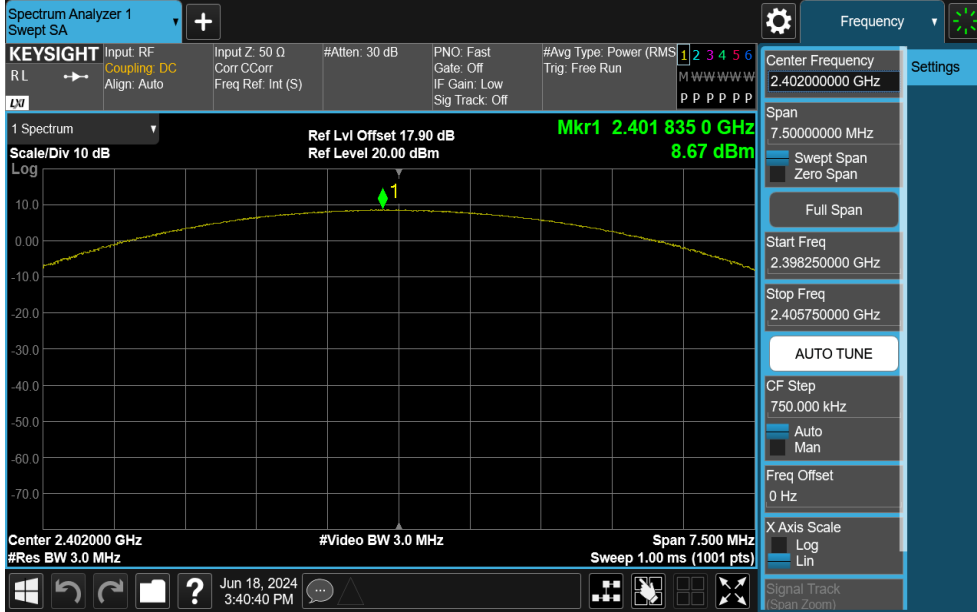 Spectrum Analyzer 1
Swept SA
+
Frequency
KEYSIGHT
R L
LXI
Input: RF
Coupling: DC
Align: Auto
Input Z: 50 Ω
Corr CCorr
Freq Ref: Int (S)
#Atten: 30 dB
PNO: Fast
Gate: Off
IF Gain: Low
Sig Track: Off
#Avg Type: Power (RMS
Trig: Free Run
1 2 3 4 5 6
M W W W W W
P P P P P P
1 Spectrum
Scale/Div 10 dB
Log
Ref Lvl Offset 17.90 dB
Ref Level 20.00 dBm
Mkr1 2.401 835 0 GHz
8.67 dBm
1
10.0
0.00
-10.0
-20.0
-30.0
-40.0
-50.0
-60.0
-70.0
Center 2.402000 GHz
#Res BW 3.0 MHz
#Video BW 3.0 MHz
Span 7.500 MHz
Sweep 1.00 ms (1001 pts)
Center Frequency
2.402000000 GHz
Span
7.50000000 MHz
Swept Span
Zero Span
Full Span
Start Freq
2.398250000 GHz
Stop Freq
2.405750000 GHz
AUTO TUNE
CF Step
750.000 kHz
Auto
Man
Freq Offset
0 Hz
X Axis Scale
Log
Lin
Signal Track
(Span Zoom)
Settings
?
Jun 18, 2024
3:40:40 PM